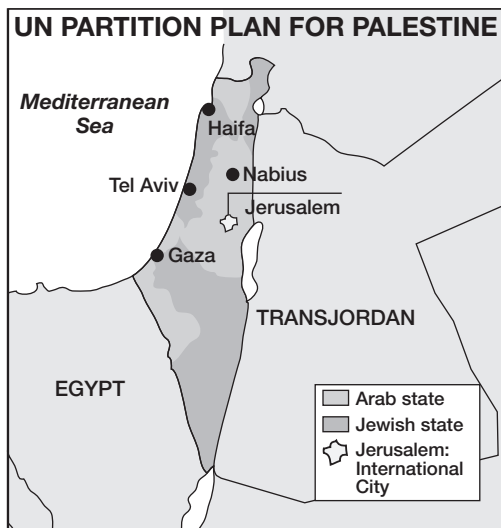 UN PARTITION PLAN FOR PALESTINE
Mediterranean
Sea
Haifa
Tel Aviv
Nabius
Jerusalem
Gaza
TRANSJORDAN
EGYPT
Arab state
Jewish state
Jerusalem:
International
City